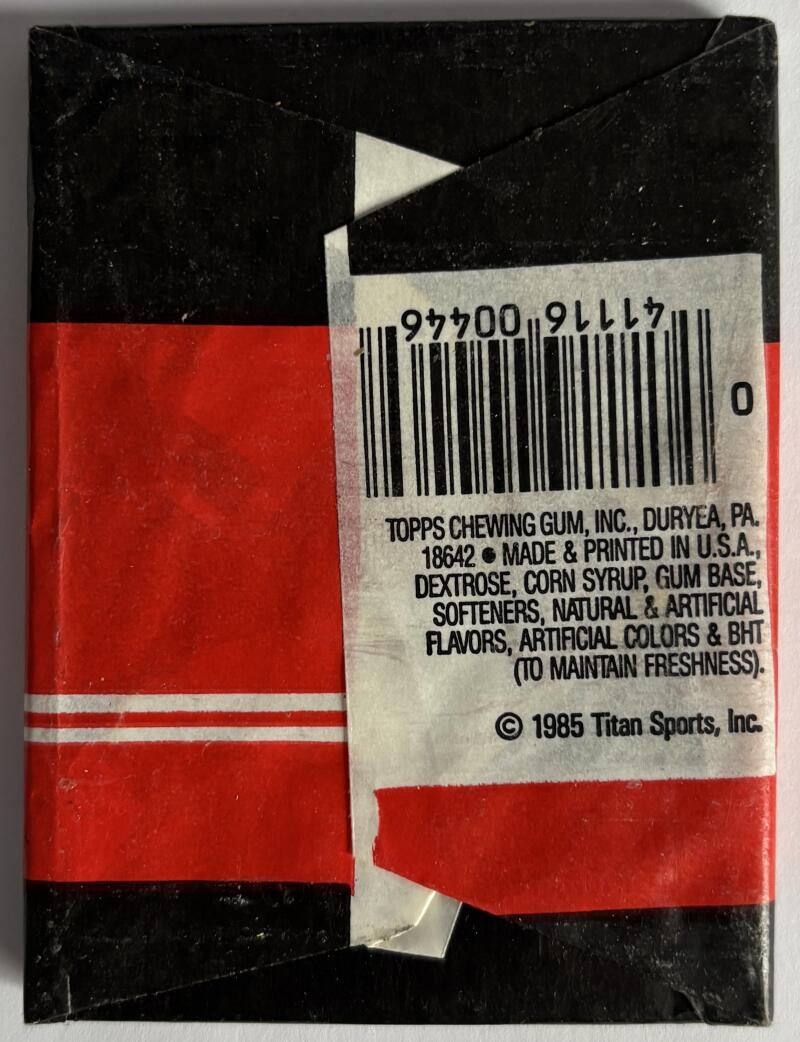 41116 00446
0
TOPPS CHEWING GUM, INC., DURYEA, PA.
18642 ● MADE & PRINTED IN U.S.A.,
DEXTROSE, CORN SYRUP, GUM BASE,
SOFTENERS, NATURAL & ARTIFICIAL
FLAVORS, ARTIFICIAL COLORS & BHT
(TO MAINTAIN FRESHNESS).
© 1985 Titan Sports, Inc.